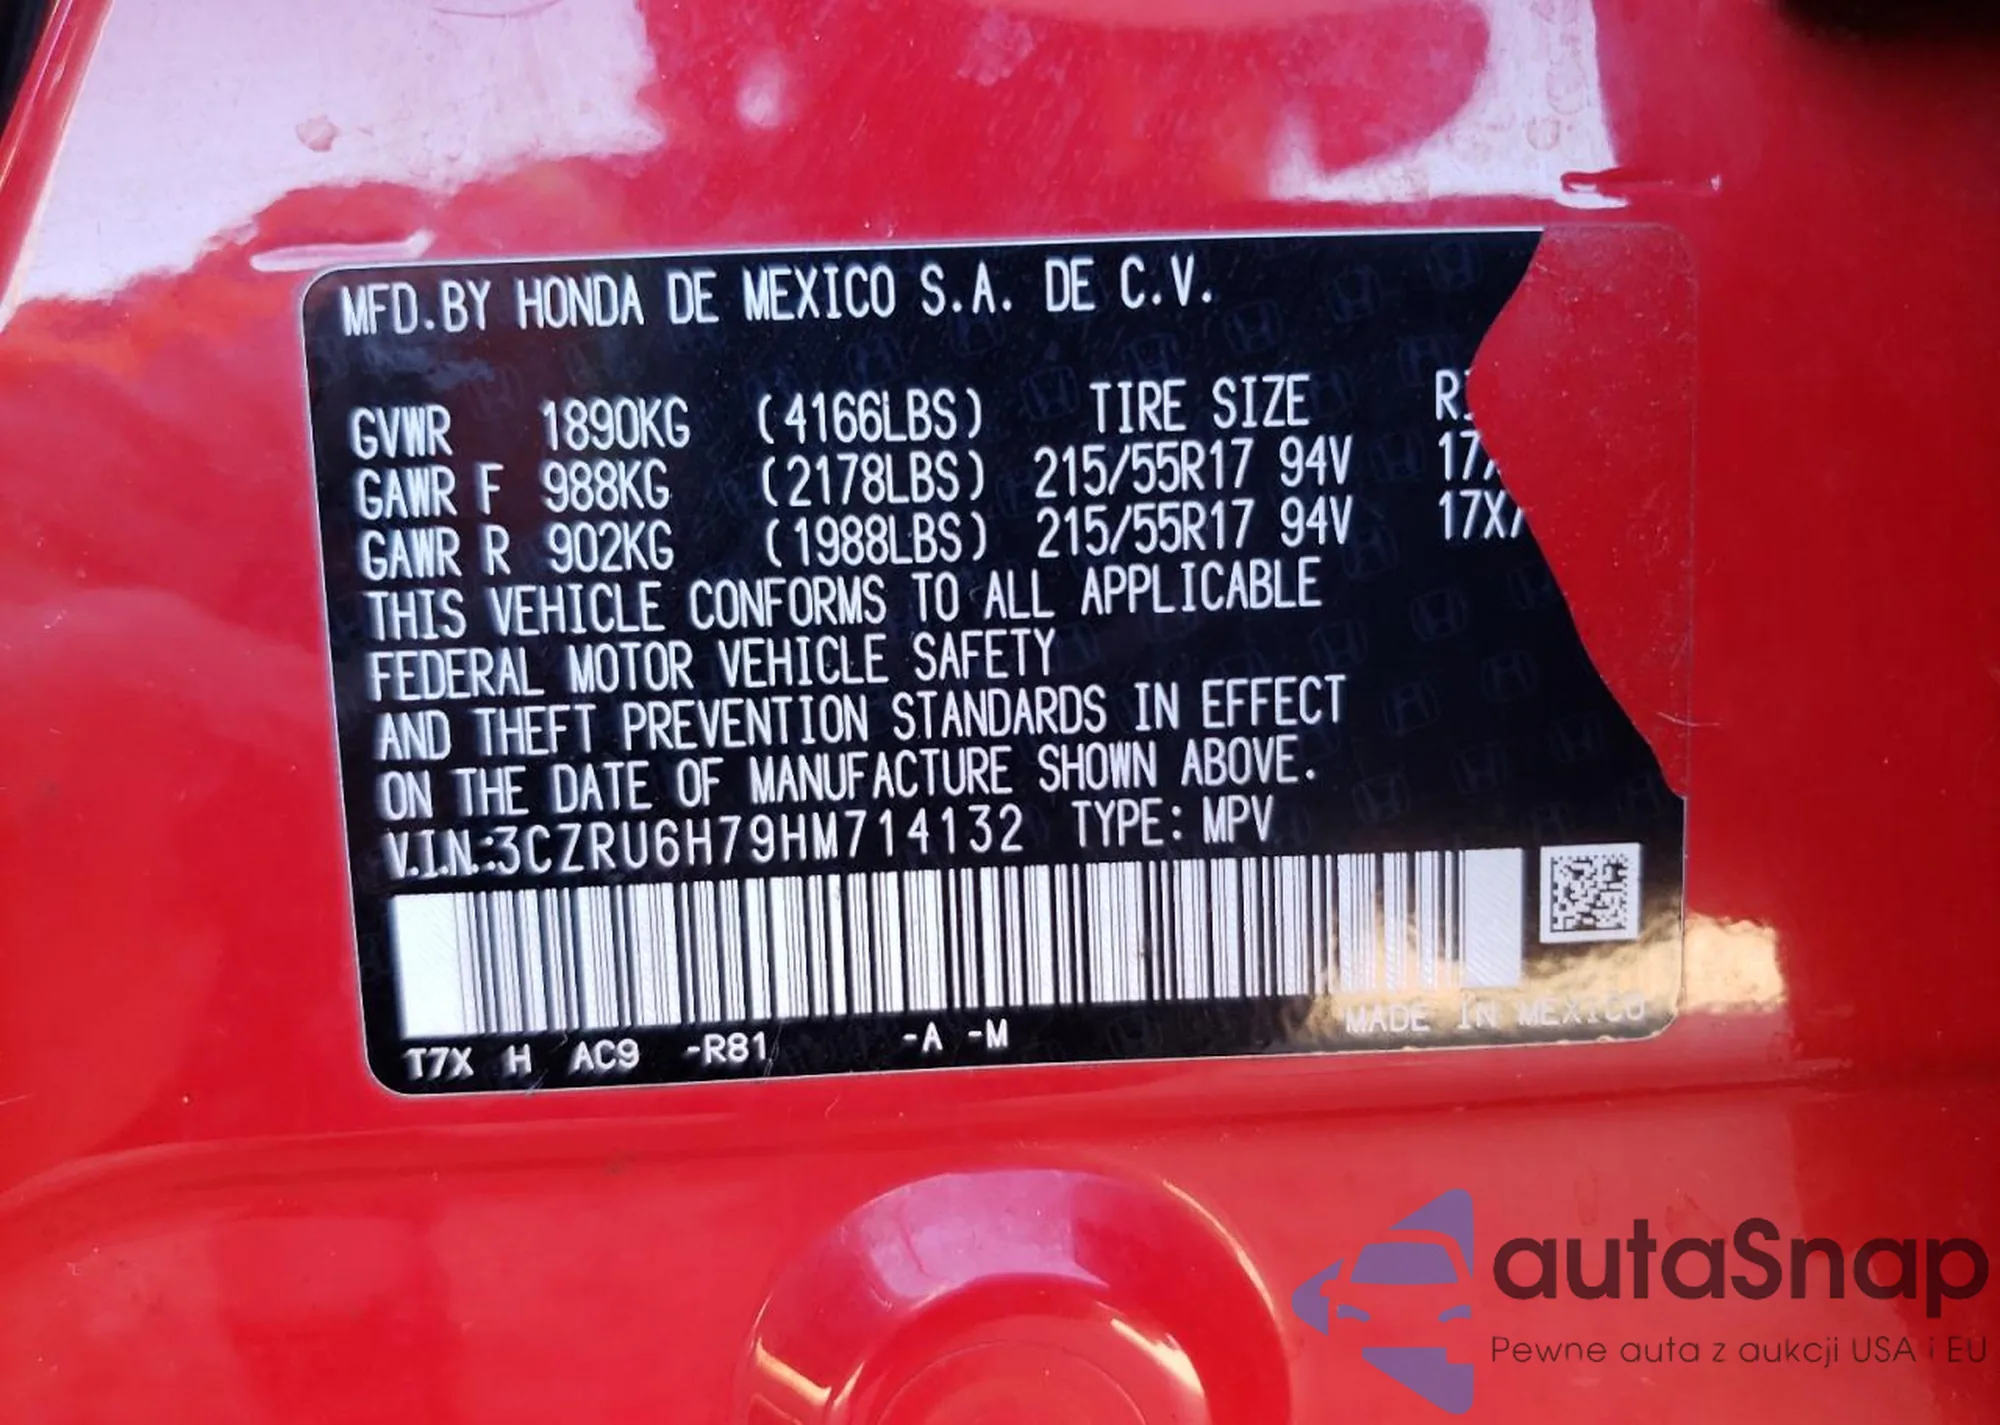 MFD.BY HONDA DE MEXICO S.A. DE C.V.
GVWR 1890KG (4166LBS) TIRE SIZE
GAWR F 988KG (2178LBS) 215/55R17 94V
GAWR R 902KG (1988LBS) 215/55R17 94V 17X7
THIS VEHICLE CONFORMS TO ALL APPLICABLE
FEDERAL MOTOR VEHICLE SAFETY
AND THEFT PREVENTION STANDARDS IN EFFECT
ON THE DATE OF MANUFACTURE SHOWN ABOVE.
V.I.N.:3CZRU6H79HM714132 TYPE: MPV
T7X H AC9 -R81 -A -M MADE IN MEXICO
autaSnap
Pewne auta z aukcji USA i EU